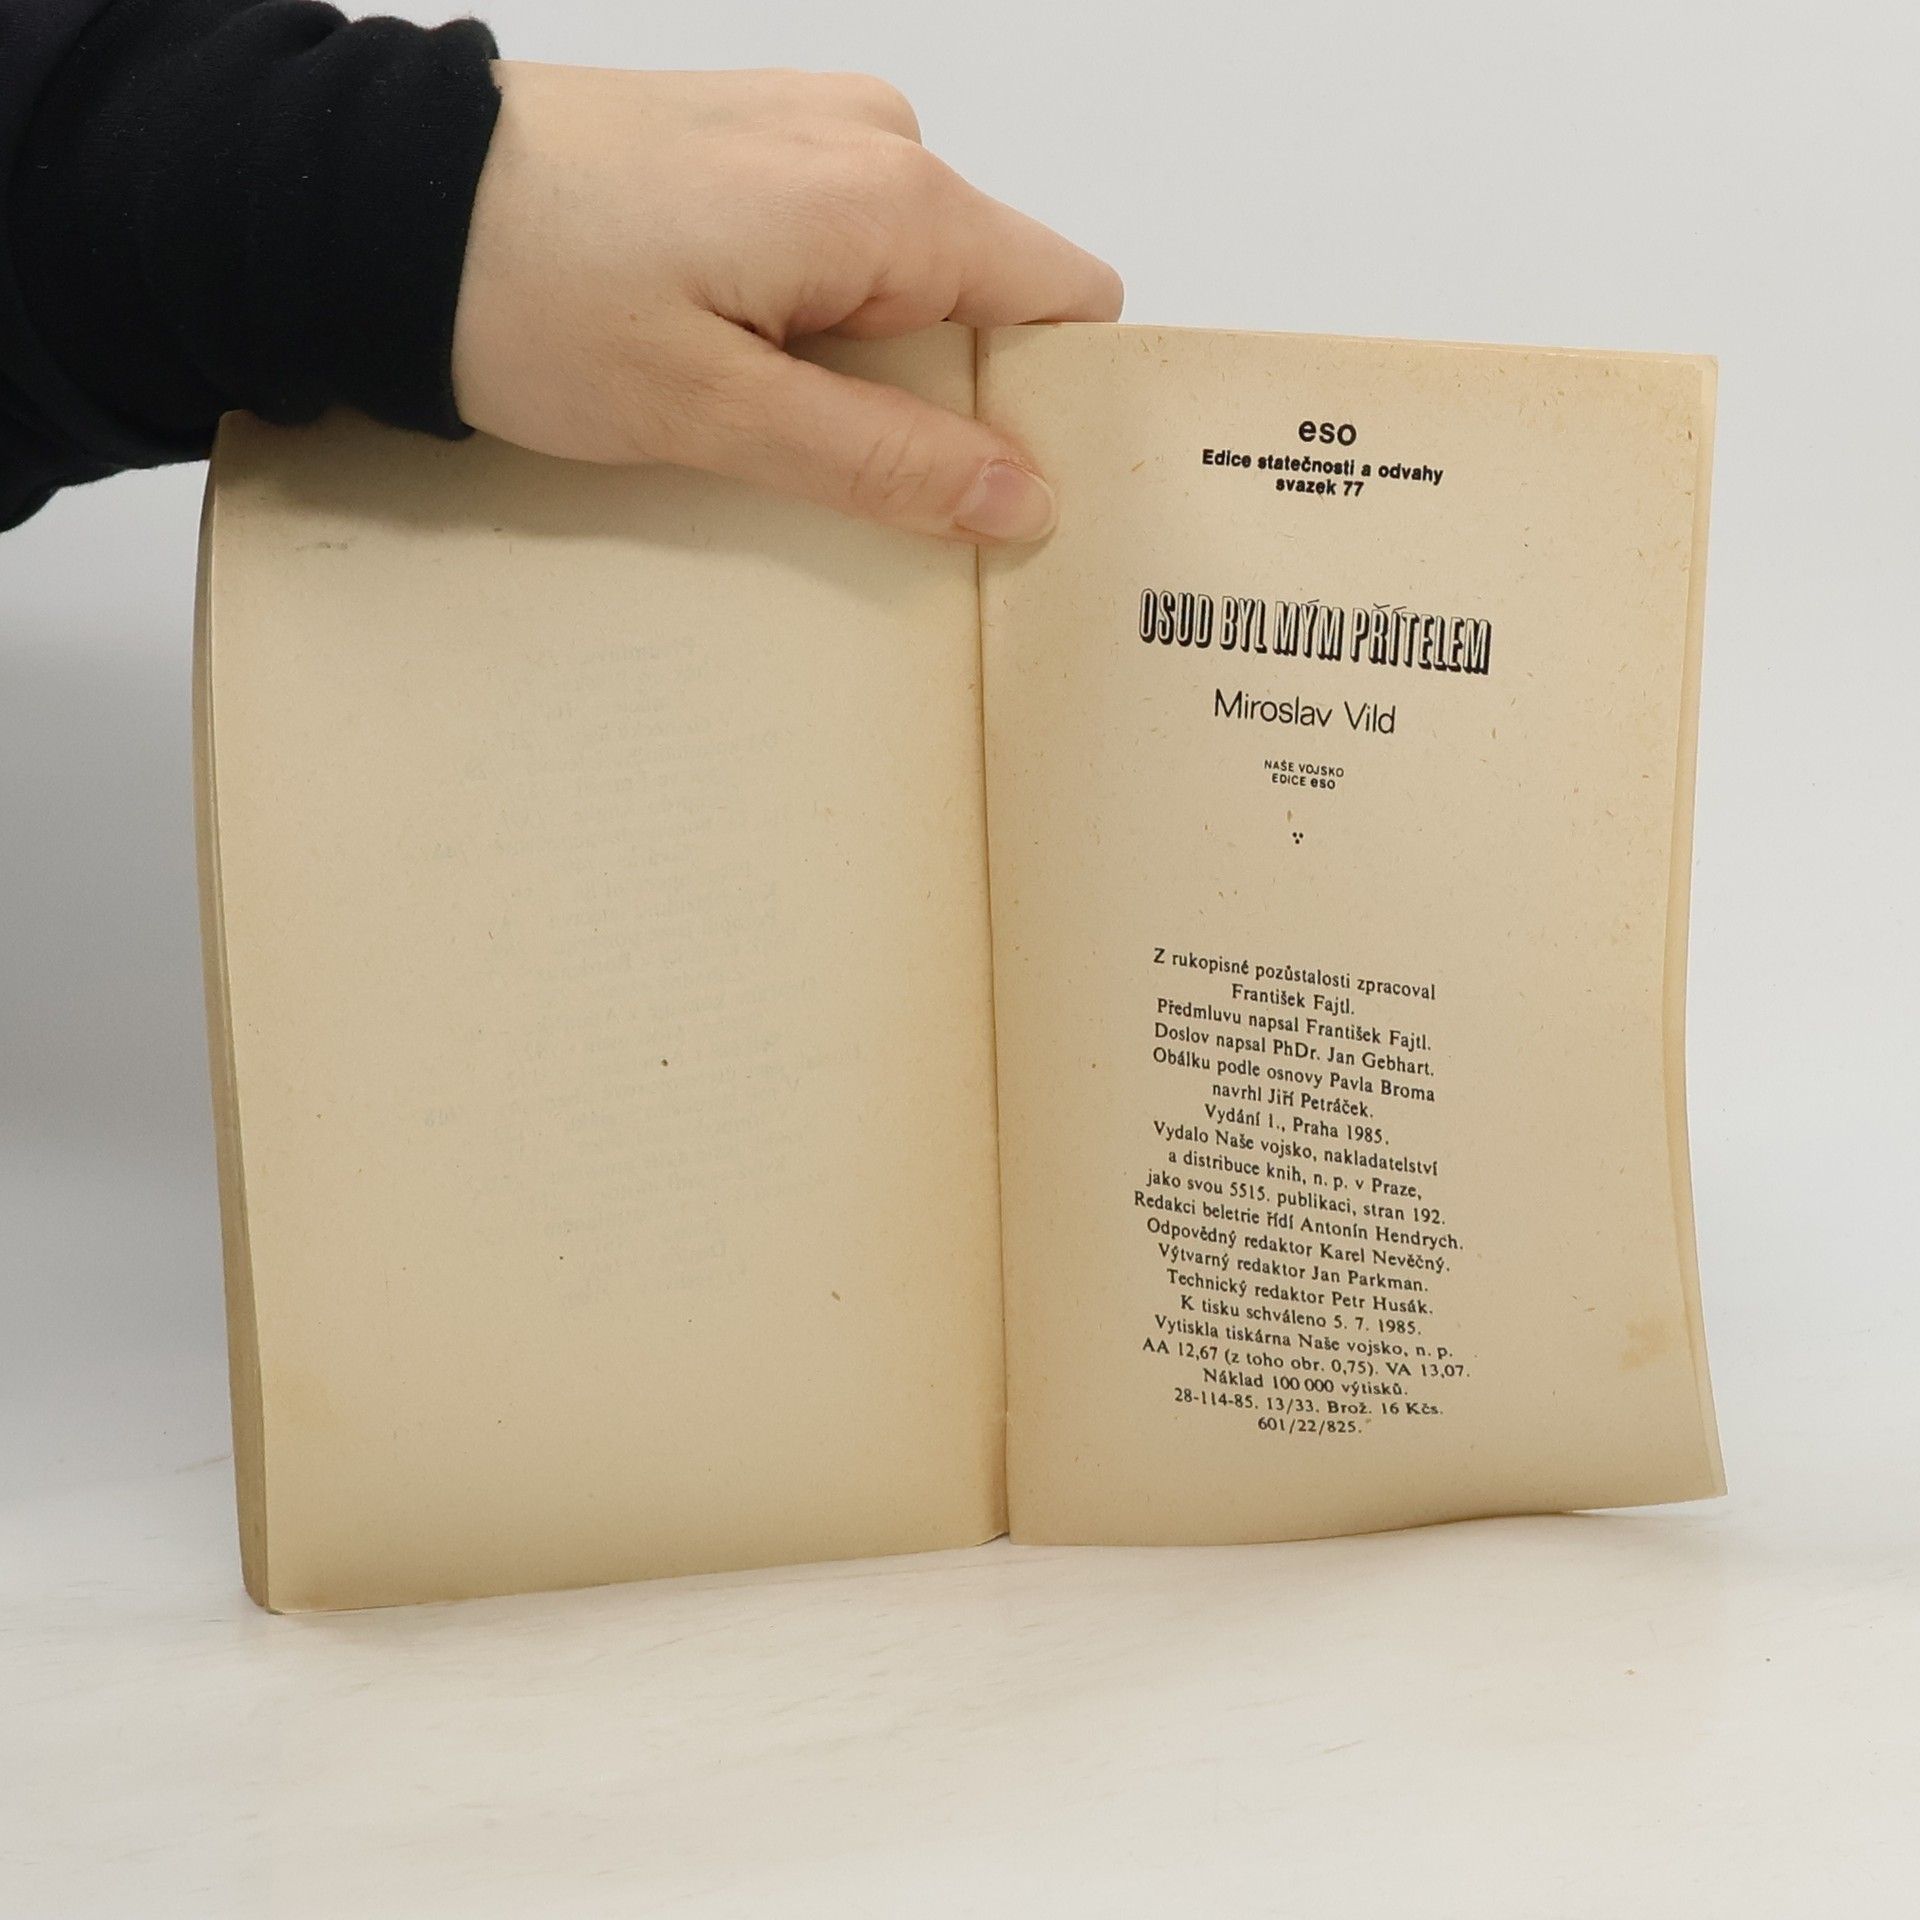 eso
Edice statečnosti a odvahy
svazek 77
OSUD BYL MÝM PŘÍTELEM
Miroslav Vild
NAŠE VOJSKO
EDICE eso
Z rukopisné pozůstalosti zpracoval
František Fajtl.
Předmluvu napsal František Fajtl.
Doslov napsal PhDr. Jan Gebhart.
Obálku podle osnovy Pavla Broma
navrhl Jiří Petráček.
Vydání 1., Praha 1985.
Vydalo Naše vojsko, nakladatelství
a distribuce knih, n. p. v Praze,
jako svou 5515. publikaci, stran 192.
Redakci beletrie řídí Antonín Hendrych.
Odpovědný redaktor Karel Nevěčný.
Výtvarný redaktor Jan Parkman.
Technický redaktor Petr Husák.
K tisku schváleno 5. 7. 1985.
Vytiskla tiskárna Naše vojsko, n. p.
AA 12,67 (z toho obr. 0,75). VA 13,07.
Náklad 100 000 výtisků.
28-114-85. 13/33. Brož. 16 Kčs.
601/22/825.